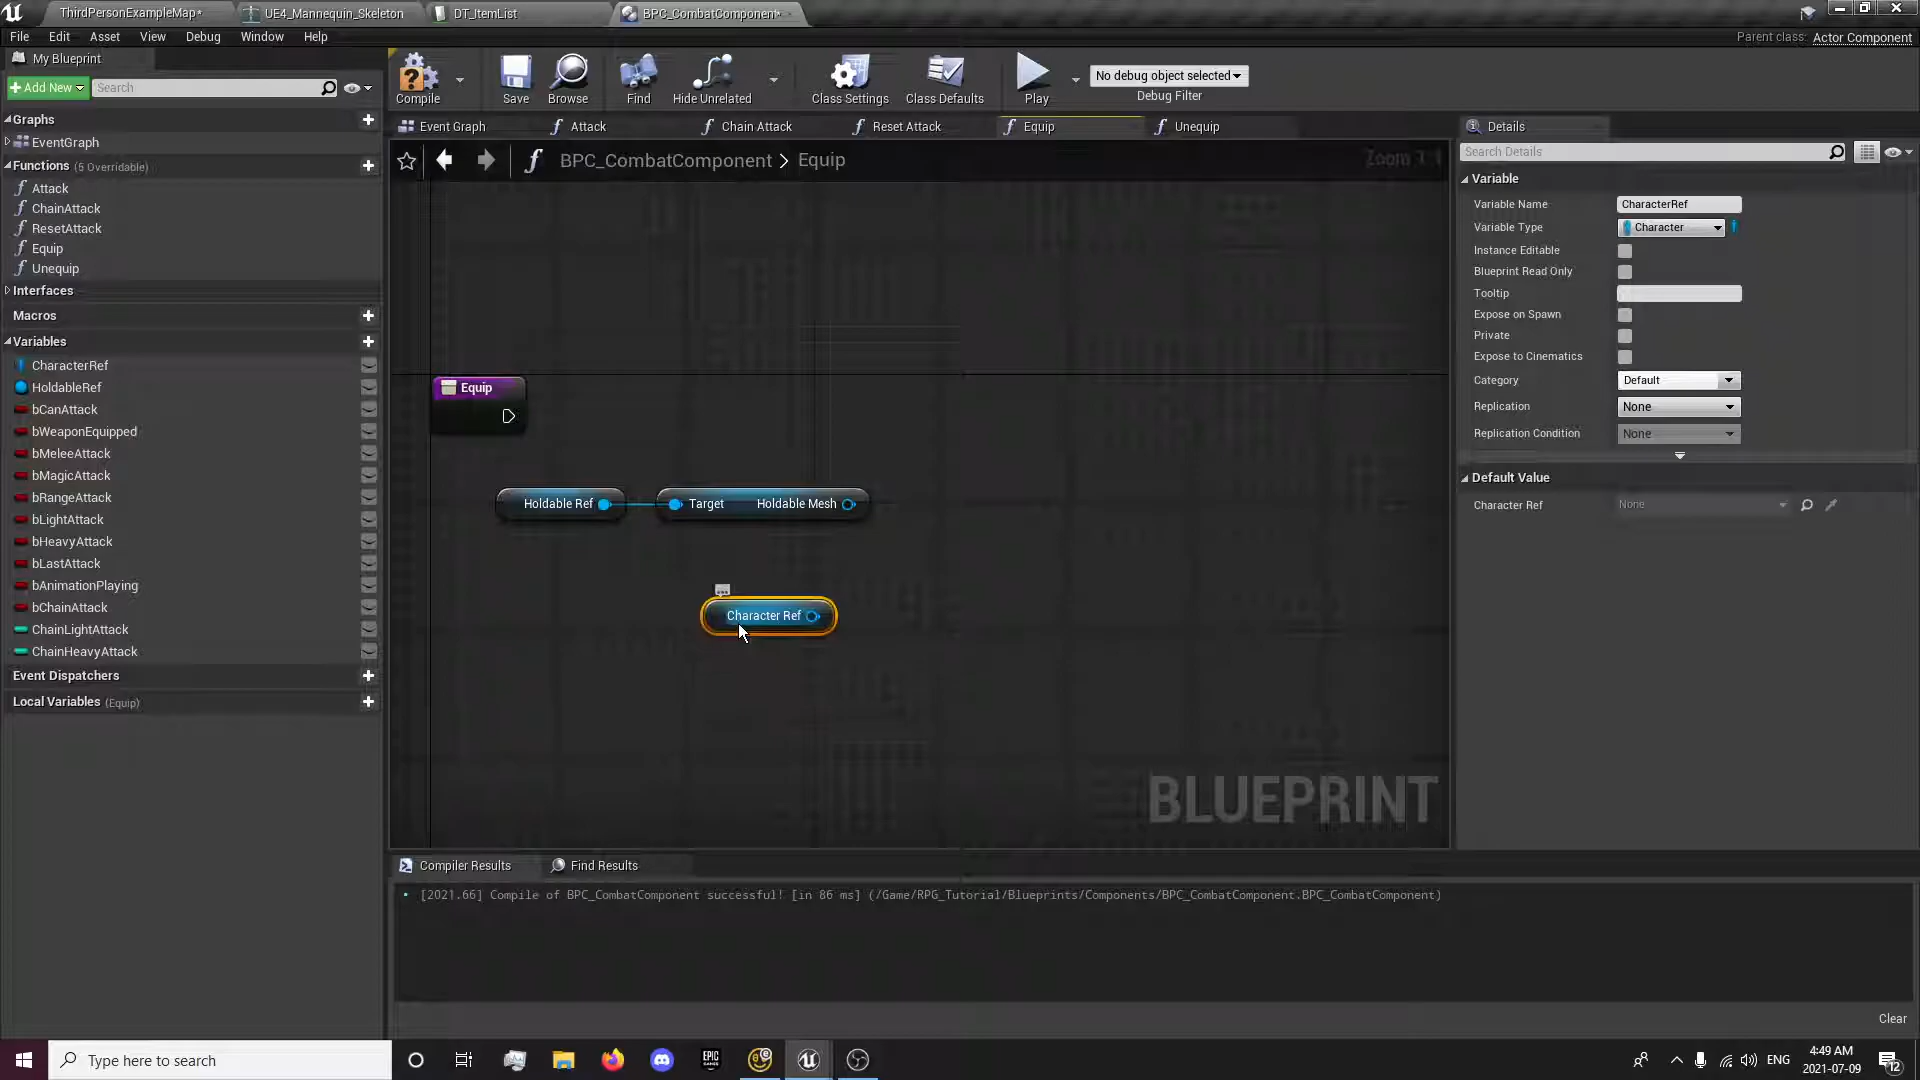 ThirdPersonExampleMap*
UE4_Mannequin_Skeleton
DT_ItemList
BPC_CombatComponent*
File Edit Asset View Debug Window Help
Parent class: Actor Component
My Blueprint
Add New
Search
Compile
Save
Browse
Find
Hide Unrelated
Class Settings
Class Defaults
Play
No debug object selected
Debug Filter
Graphs
EventGraph
Functions (5 Overridable)
Attack
ChainAttack
ResetAttack
Equip
Unequip
Interfaces
Macros
Variables
CharacterRef
HoldableRef
bCanAttack
bWeaponEquipped
bMeleeAttack
bMagicAttack
bRangeAttack
bLightAttack
bHeavyAttack
bLastAttack
bAnimationPlaying
bChainAttack
ChainLightAttack
ChainHeavyAttack
Event Dispatchers
Local Variables (Equip)
Event Graph
Attack
Chain Attack
Reset Attack
Equip
Unequip
BPC_CombatComponent > Equip
Zoom 1:1
Equip
Holdable Ref
Target Holdable Mesh
Character Ref
BLUEPRINT
Details
Search Details
Variable
Variable Name CharacterRef
Variable Type Character
Instance Editable
Blueprint Read Only
Tooltip
Expose on Spawn
Private
Expose to Cinematics
Category Default
Replication None
Replication Condition None
Default Value
Character Ref None
Compiler Results
Find Results
[2021.66] Compile of BPC_CombatComponent successful! [in 86 ms] (/Game/RPG_Tutorial/Blueprints/Components/BPC_CombatComponent.BPC_CombatComponent)
Clear
Type here to search
EPIC
GAMES
ENG
4:49 AM
2021-07-09
12